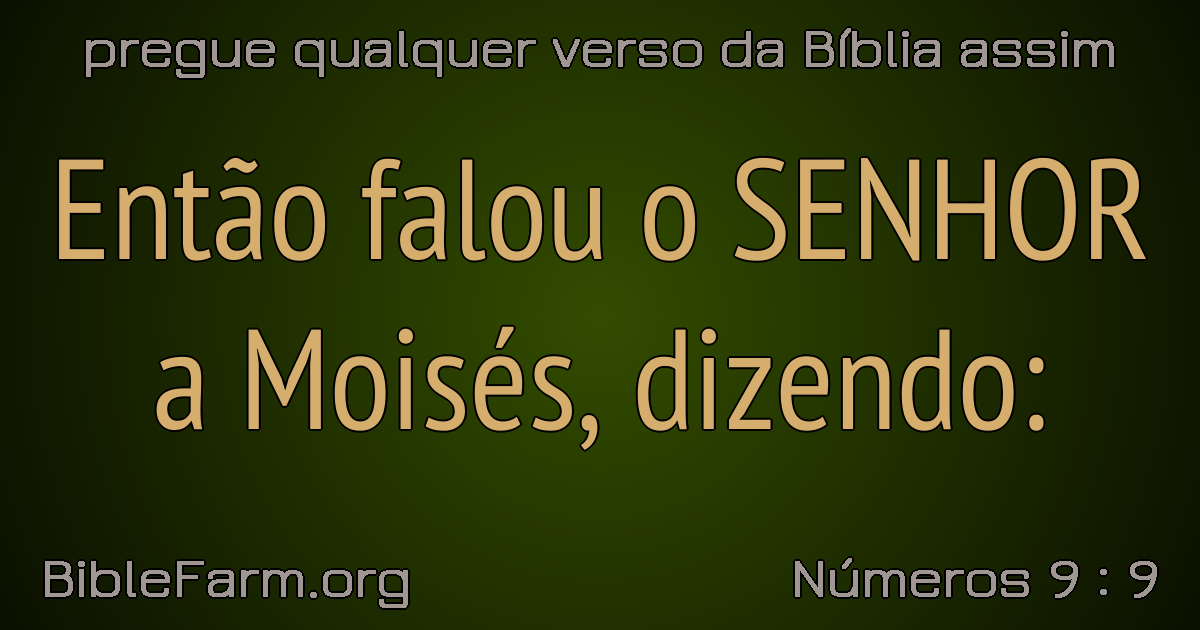 pregue qualquer verso da Bíblia assim
Então falou o SENHOR
a Moisés, dizendo:
BibleFarm.org
Números 9 : 9